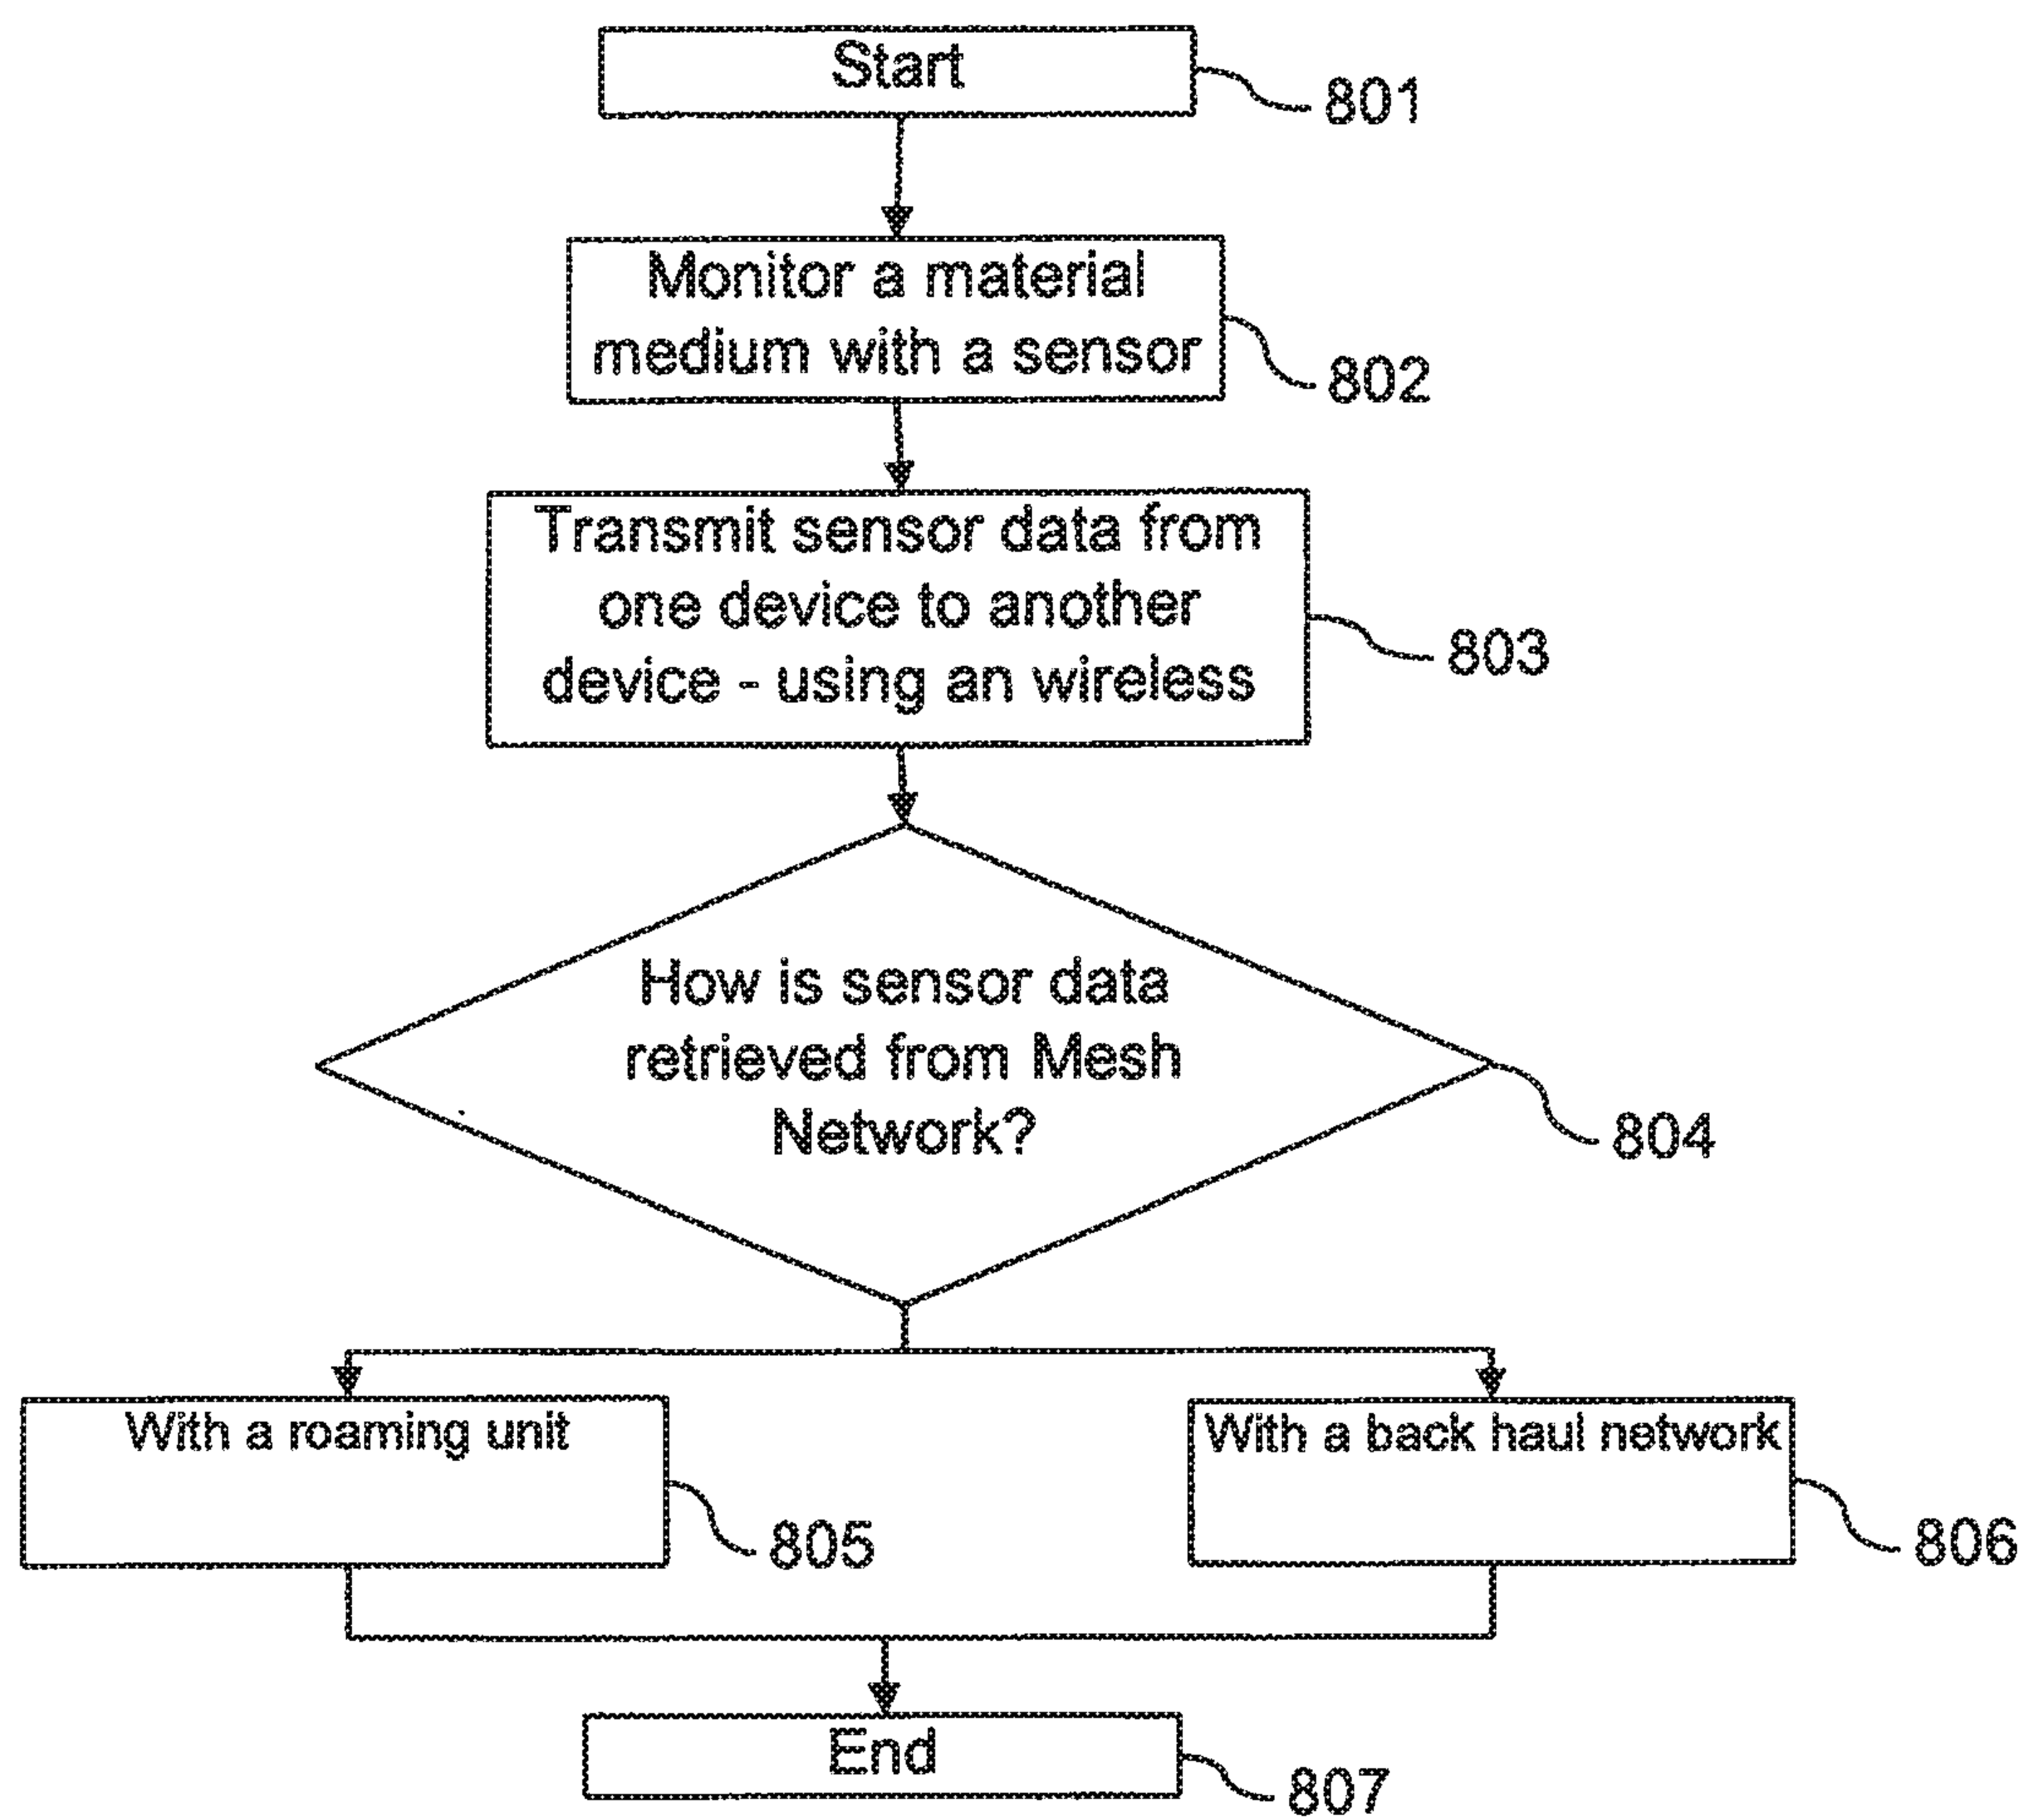 Start
801
Monitor a material
medium with a sensor
802
Transmit sensor data from
one device to another
device - using an wireless
803
How is sensor data
retrieved from Mesh
Network?
804
With a roaming unit
805
With a back haul network
806
End
807